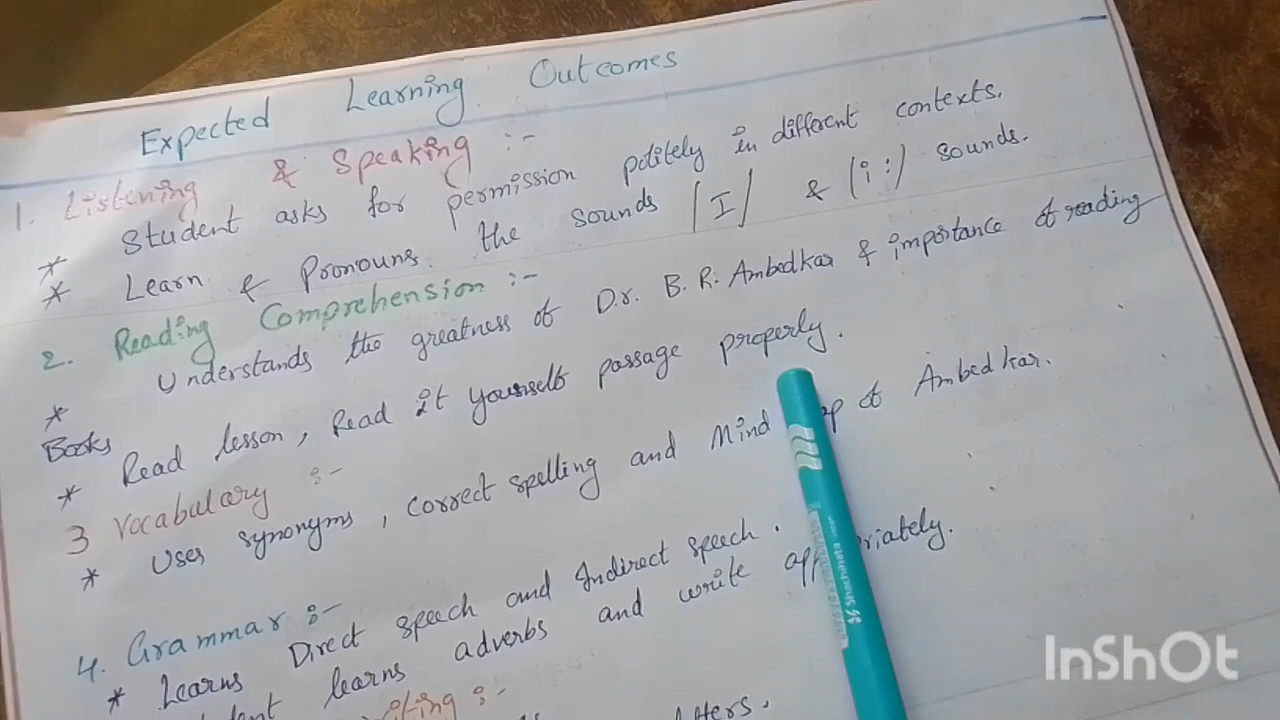 Expected Learning Outcomes
1. Listening & Speaking :-
* Student asks for permission politely in different contexts.
* Learn & Pronouns the sounds /I/ & /i:/ sounds.
2. Reading Comprehension :-
* Understands the greatness of Dr. B. R. Ambedkar & importance of reading
Books
* Read lesson, Read it yourself passage properly.
3 Vocabulary :-
* Uses synonyms, correct spelling and Mind ap of Ambedkar.
4. Grammar :-
* Learns Direct speech and Indirect speech.
learns adverbs and write app riately.
InShOt